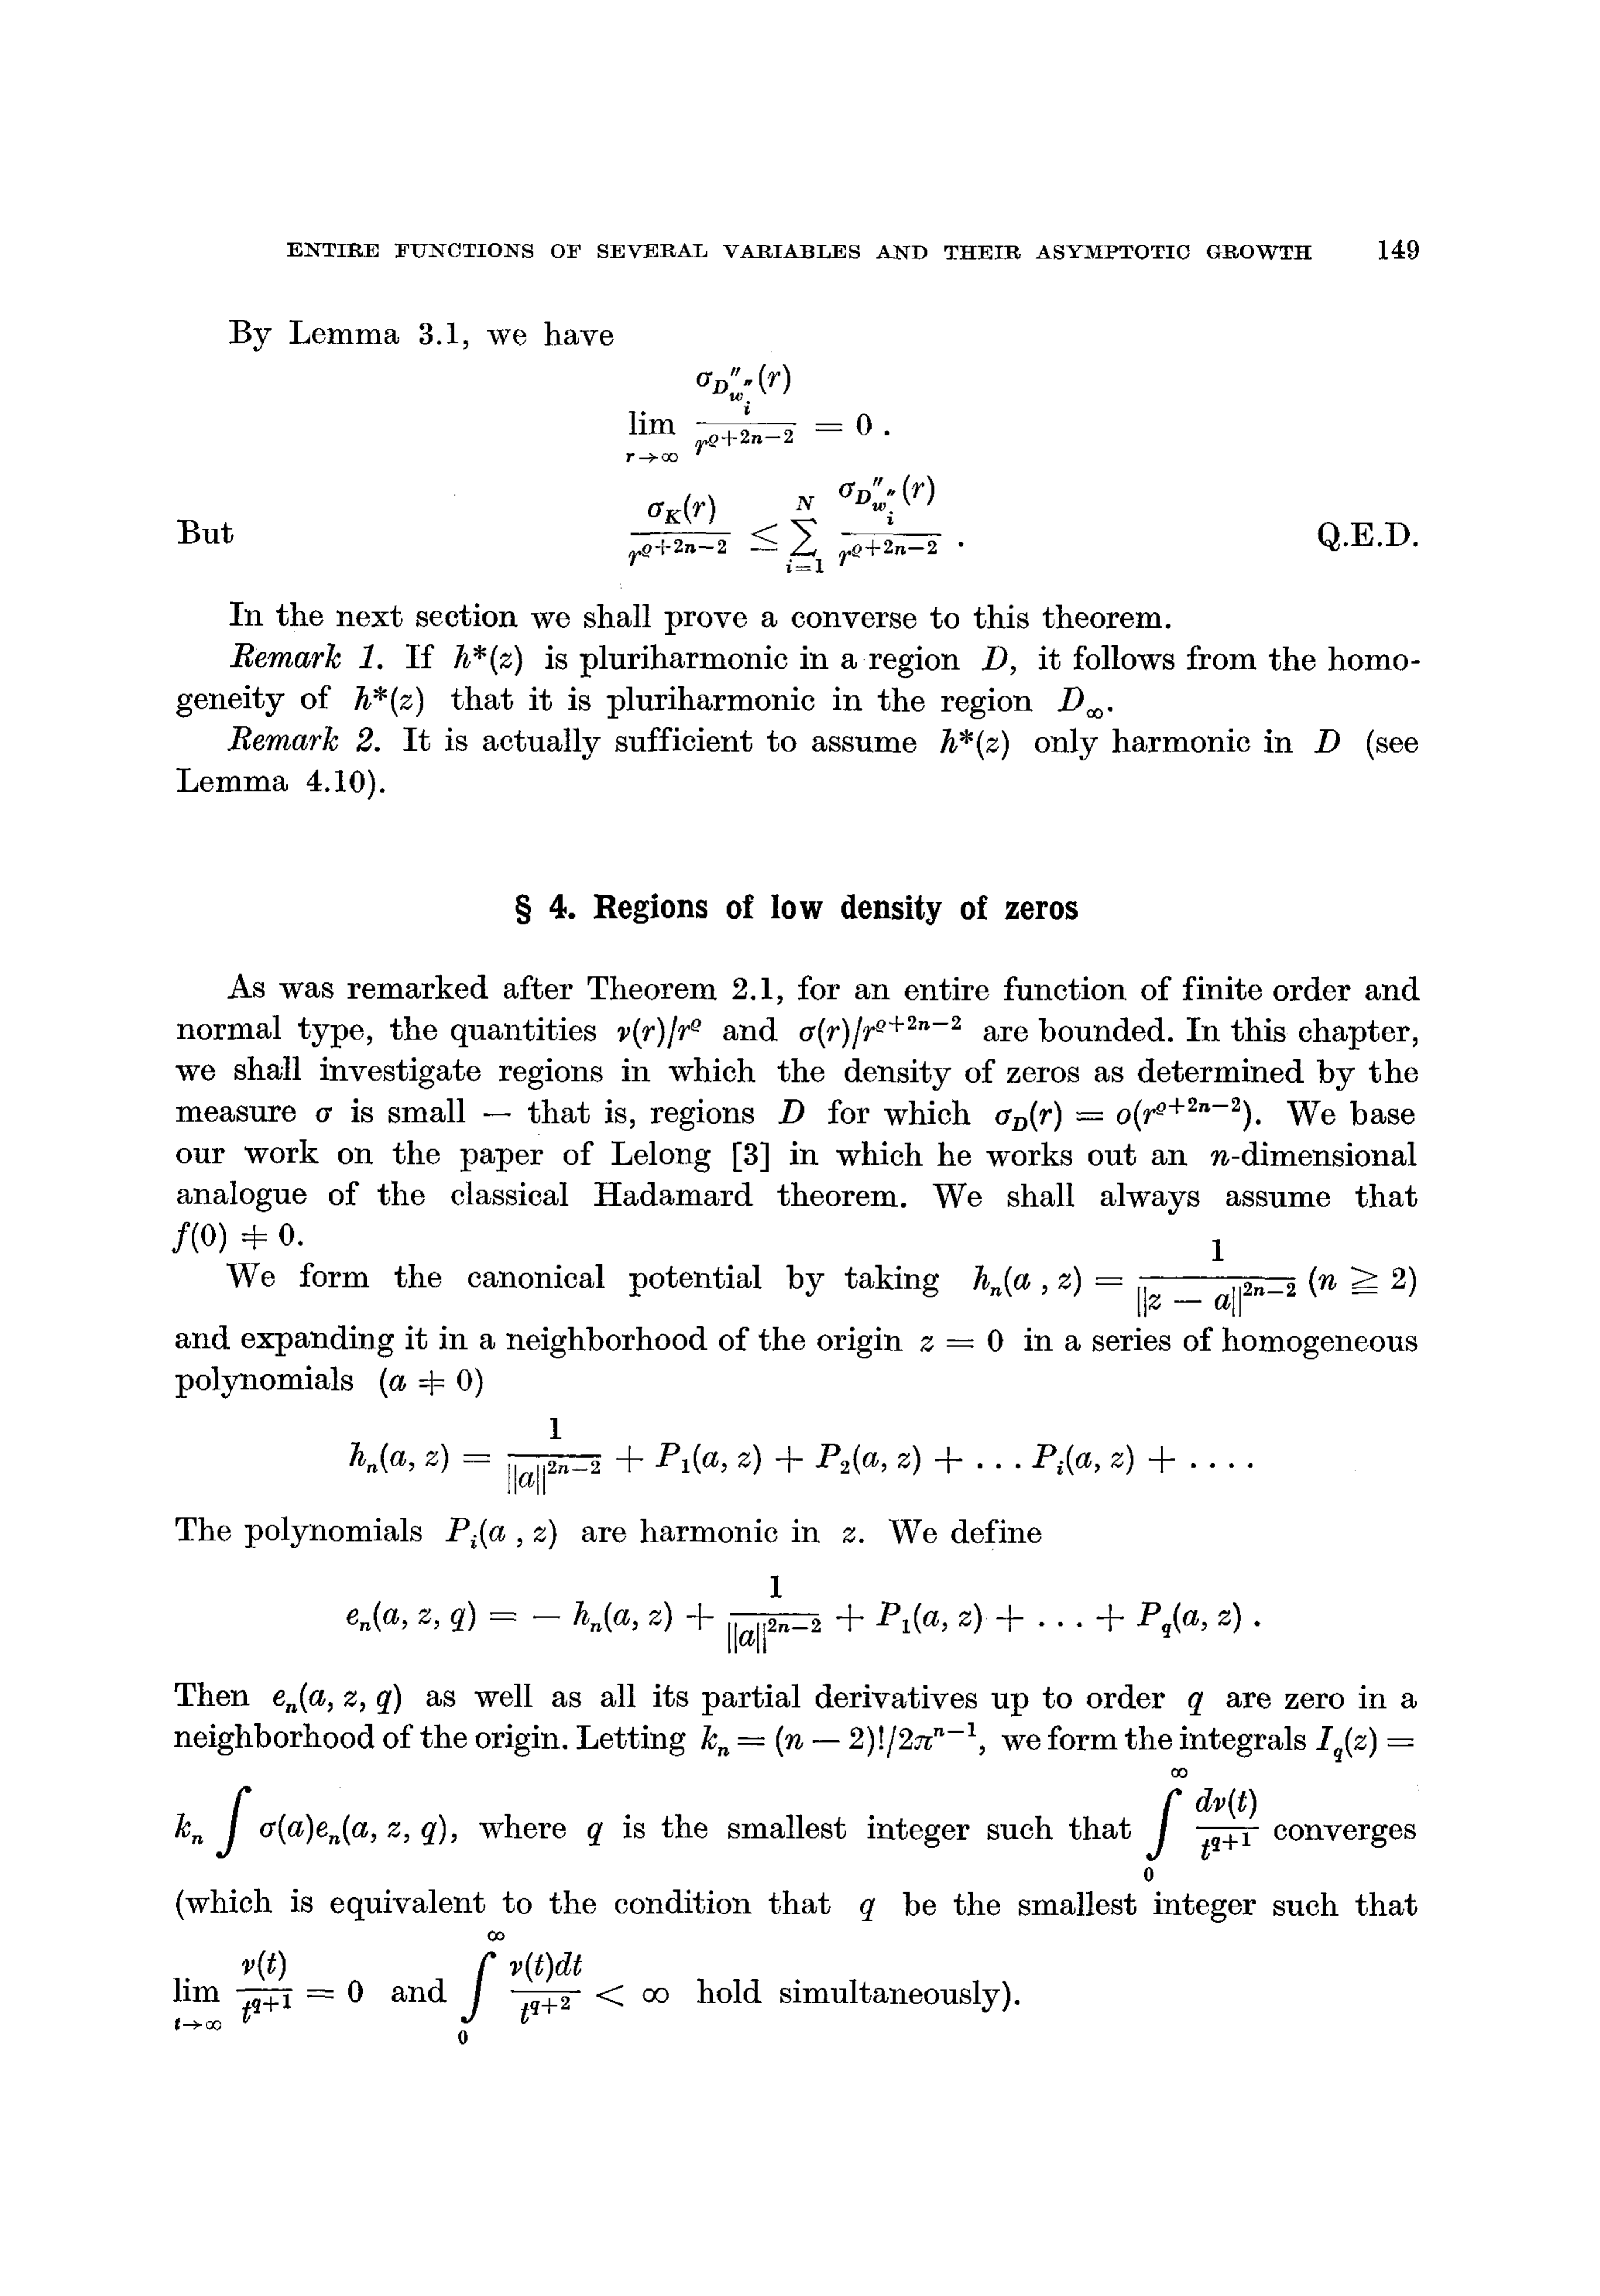 ENTIRE FUNCTIONS OF SEVERAL VARIABLES AND THEIR ASYMPTOTIC GROWTH 149
By Lemma 3.1, we have
$$\lim_{r \to \infty} \frac{\sigma_{D''_{w''_i}}(r)}{r^{\varrho+2n-2}} = 0 .$$
But $$\frac{\sigma_K(r)}{r^{\varrho+2n-2}} \leq \sum_{i=1}^{N} \frac{\sigma_{D''_{w''_i}}(r)}{r^{\varrho+2n-2}} .$$ Q.E.D.
In the next section we shall prove a converse to this theorem.
Remark 1. If $h^*(z)$ is pluriharmonic in a region $D$, it follows from the homo-
geneity of $h^*(z)$ that it is pluriharmonic in the region $D_\infty$.
Remark 2. It is actually sufficient to assume $h^*(z)$ only harmonic in $D$ (see
Lemma 4.10).
§ 4. Regions of low density of zeros
As was remarked after Theorem 2.1, for an entire function of finite order and
normal type, the quantities $\nu(r)/r^\varrho$ and $\sigma(r)/r^{\varrho+2n-2}$ are bounded. In this chapter,
we shall investigate regions in which the density of zeros as determined by the
measure $\sigma$ is small — that is, regions $D$ for which $\sigma_D(r) = o(r^{\varrho+2n-2})$. We base
our work on the paper of Lelong [3] in which he works out an $n$-dimensional
analogue of the classical Hadamard theorem. We shall always assume that
$f(0) \neq 0$.
We form the canonical potential by taking $h_n(a, z) = \frac{1}{||z - a||^{2n-2}}$ $(n \geqq 2)$
and expanding it in a neighborhood of the origin $z = 0$ in a series of homogeneous
polynomials $(a \neq 0)$
$$h_n(a, z) = \frac{1}{||a||^{2n-2}} + P_1(a, z) + P_2(a, z) + \ldots P_i(a, z) + \ldots .$$
The polynomials $P_i(a, z)$ are harmonic in $z$. We define
$$e_n(a, z, q) = - h_n(a, z) + \frac{1}{||a||^{2n-2}} + P_1(a, z) + \ldots + P_q(a, z) .$$
Then $e_n(a, z, q)$ as well as all its partial derivatives up to order $q$ are zero in a
neighborhood of the origin. Letting $k_n = (n - 2)!/2\pi^{n-1}$, we form the integrals $I_q(z) =$
$k_n \int \sigma(a)e_n(a, z, q)$, where $q$ is the smallest integer such that $\int_0^\infty \frac{d\nu(t)}{t^{q+1}}$ converges
(which is equivalent to the condition that $q$ be the smallest integer such that
$\lim_{t \to \infty} \frac{\nu(t)}{t^{q+1}} = 0$ and $\int_0^\infty \frac{\nu(t)dt}{t^{q+2}} < \infty$ hold simultaneously).